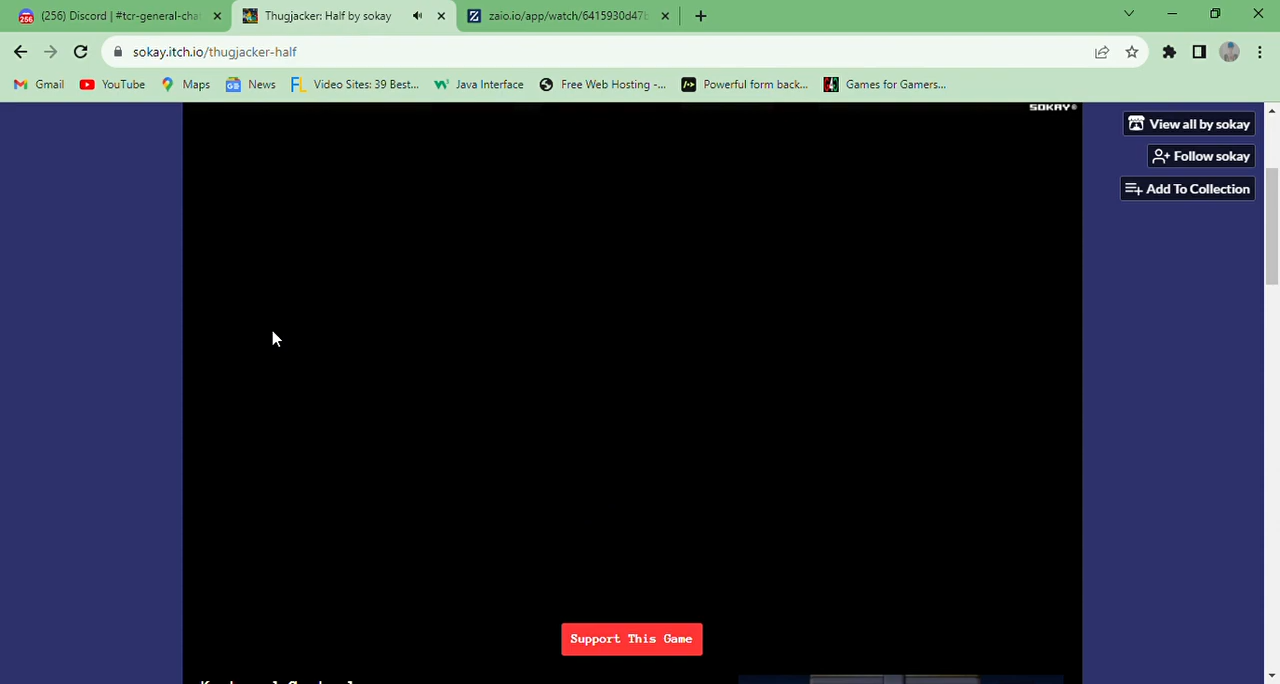 (256) Discord | #tcr-general-cha
Thugjacker: Half by sokay
zaio.io/app/watch/6415930d47b
sokay.itch.io/thugjacker-half
Gmail
YouTube
Maps
News
Video Sites: 39 Best...
Java Interface
Free Web Hosting -...
Powerful form back...
Games for Gamers...
SOKAY
View all by sokay
Follow sokay
Add To Collection
Support This Game